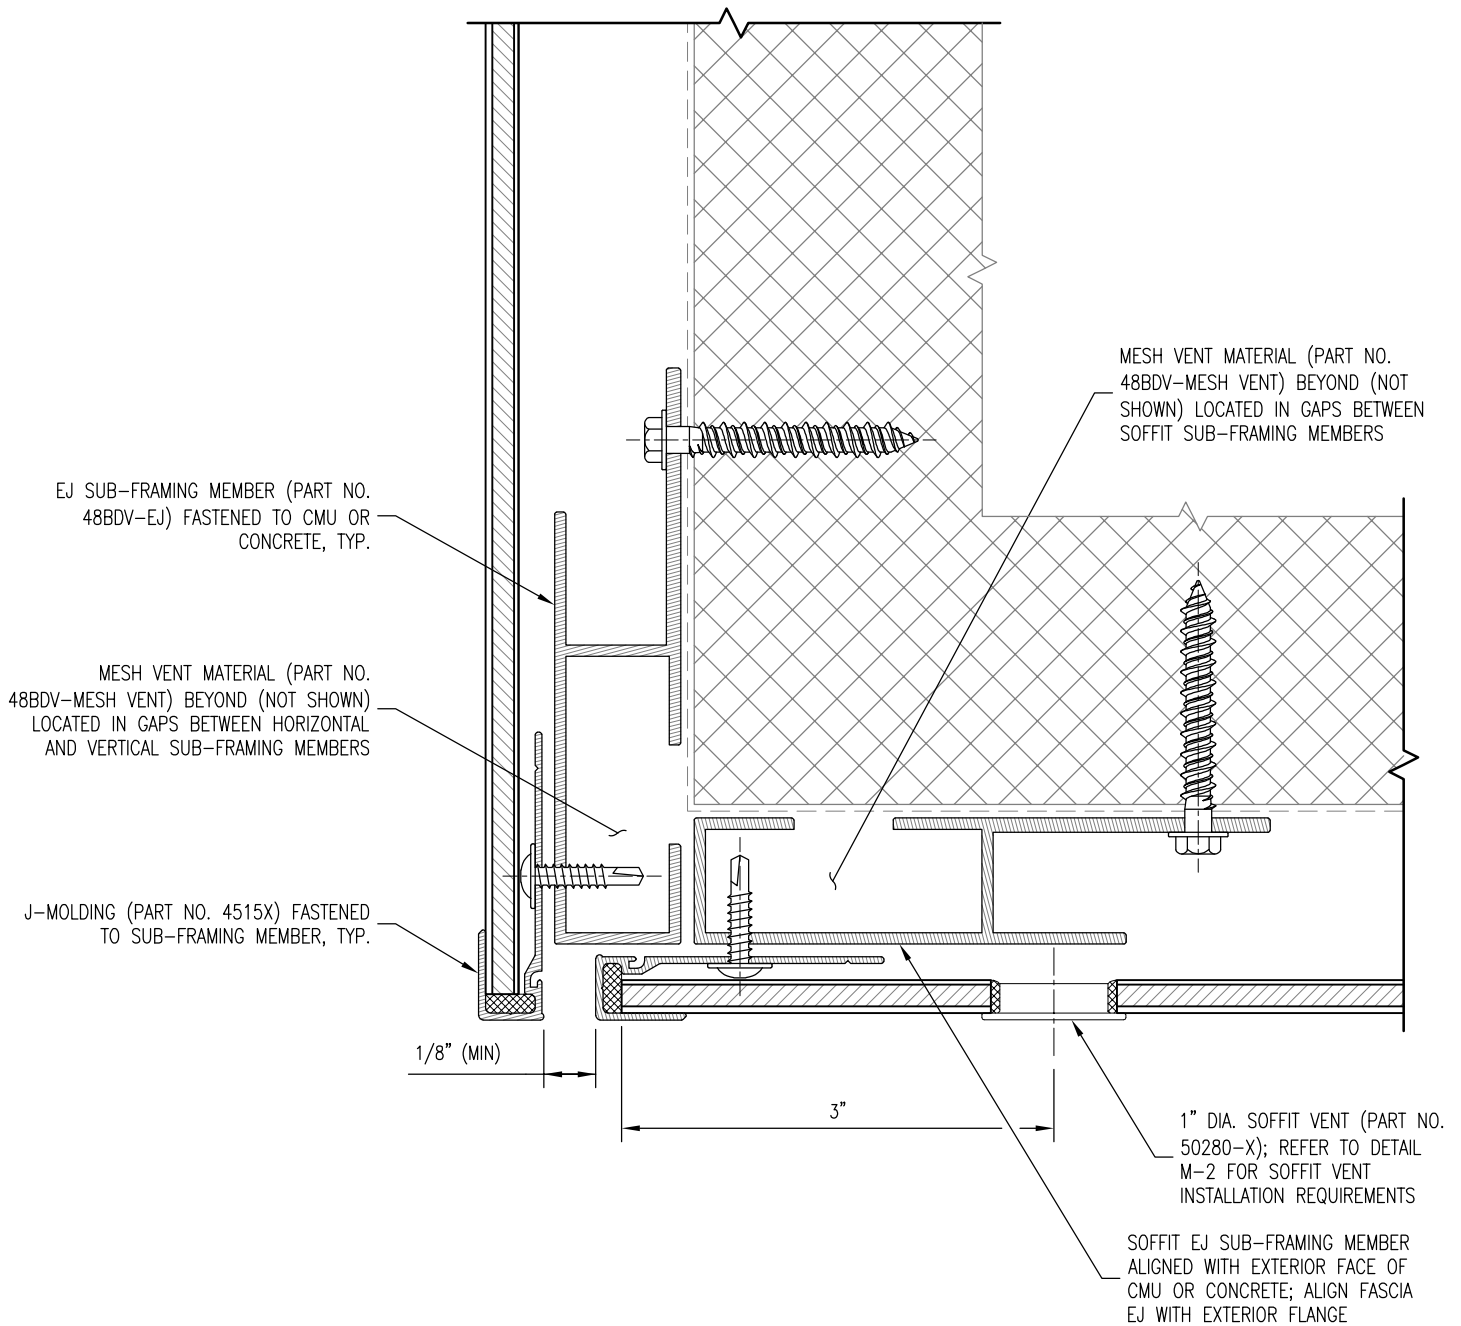 MESH VENT MATERIAL (PART NO.
48BDV-MESH VENT) BEYOND (NOT
SHOWN) LOCATED IN GAPS BETWEEN
SOFFIT SUB-FRAMING MEMBERS
EJ SUB-FRAMING MEMBER (PART NO.
48BDV-EJ) FASTENED TO CMU OR
CONCRETE, TYP.
MESH VENT MATERIAL (PART NO.
48BDV-MESH VENT) BEYOND (NOT SHOWN)
LOCATED IN GAPS BETWEEN HORIZONTAL
AND VERTICAL SUB-FRAMING MEMBERS
J-MOLDING (PART NO. 4515X) FASTENED
TO SUB-FRAMING MEMBER, TYP.
1/8" (MIN)
3"
1" DIA. SOFFIT VENT (PART NO.
50280-X); REFER TO DETAIL
M-2 FOR SOFFIT VENT
INSTALLATION REQUIREMENTS
SOFFIT EJ SUB-FRAMING MEMBER
ALIGNED WITH EXTERIOR FACE OF
CMU OR CONCRETE; ALIGN FASCIA
EJ WITH EXTERIOR FLANGE